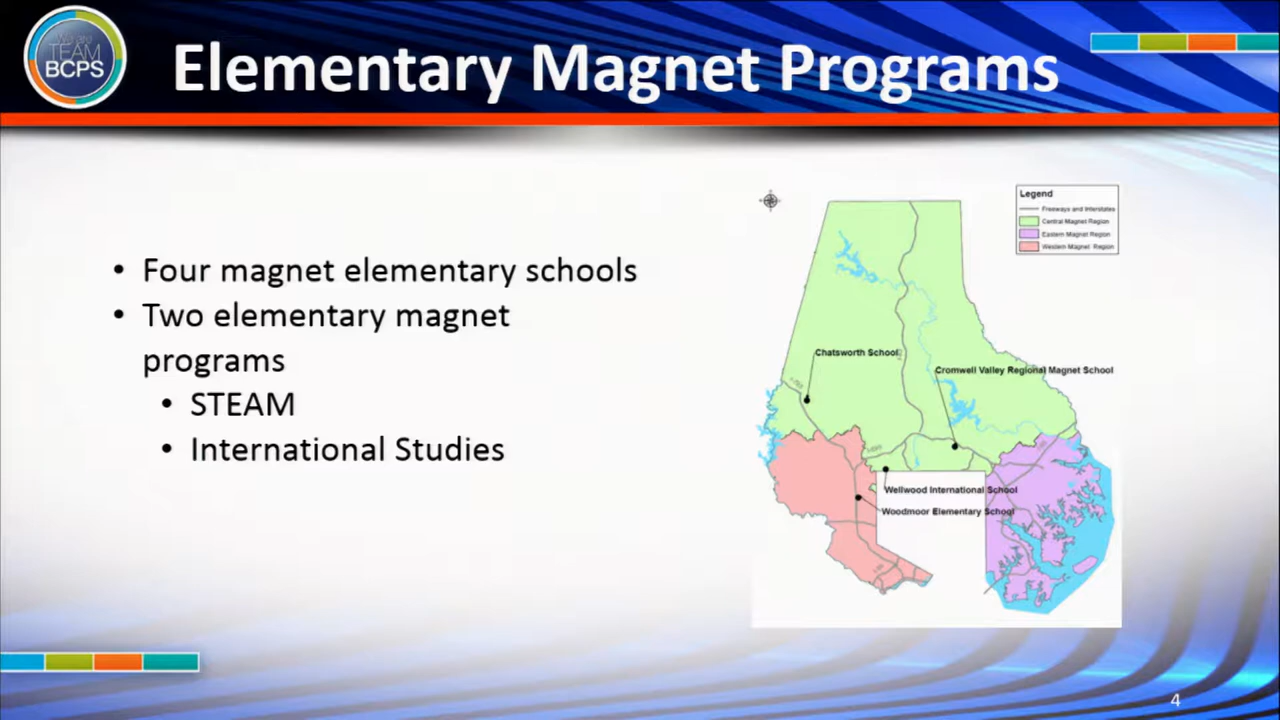 TEAM
BCPS
Elementary Magnet Programs
• Four magnet elementary schools
• Two elementary magnet
programs
• STEAM
• International Studies
Legend
Freeways and Interstates
Central Magnet Region
Eastern Magnet Region
Western Magnet Region
Chatsworth School
Cromwell Valley Regional Magnet School
Wellwood International School
Woodmoor Elementary School
4